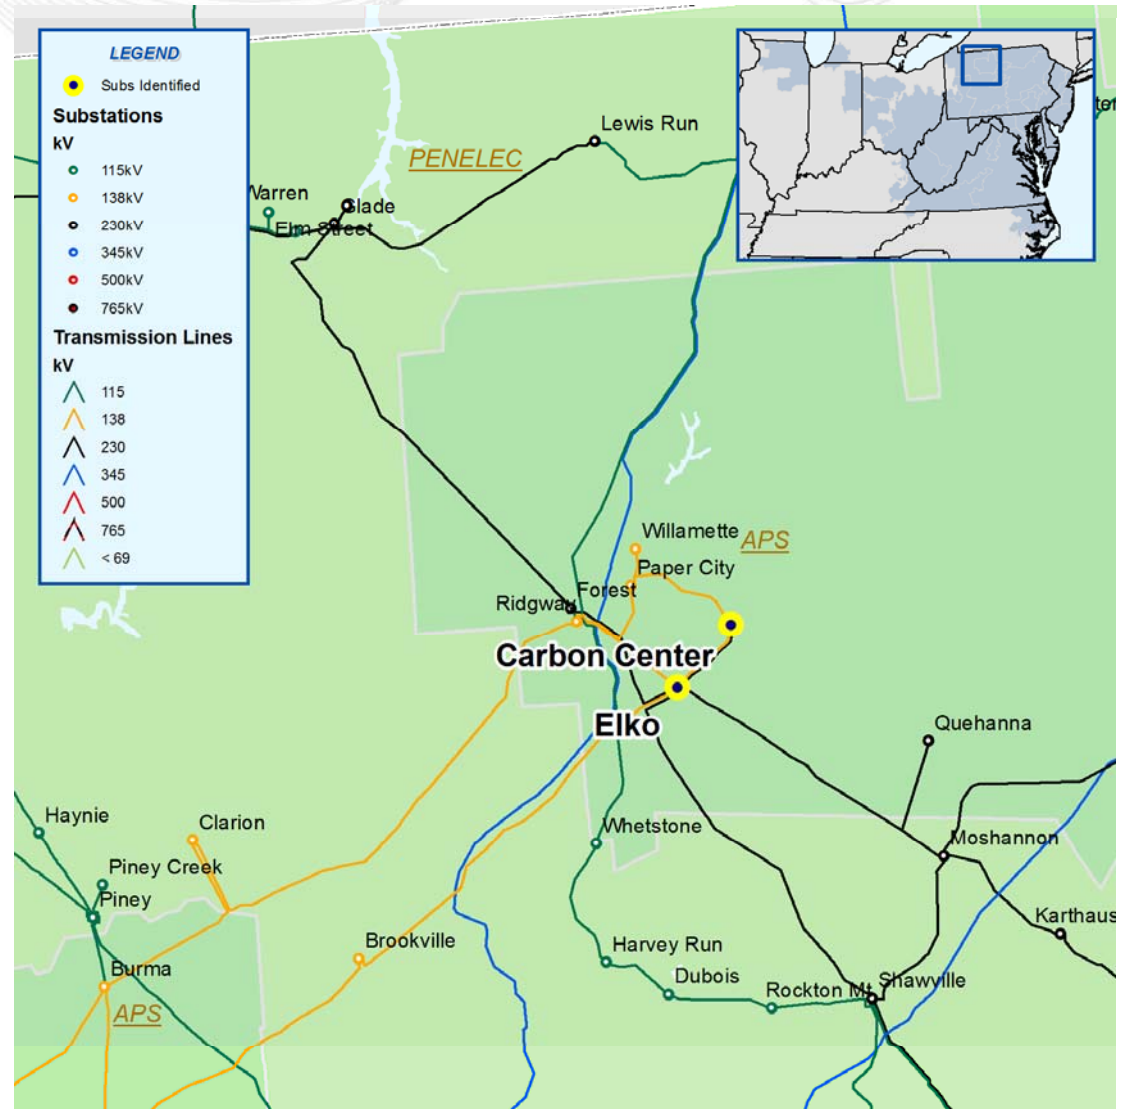 LEGEND
Subs Identified
Substations
kV
115kV
138kV
230kV
345kV
500kV
765kV
Transmission Lines
kV
115
138
230
345
500
765
< 69
Lewis Run
PENELEC
Warren
Elm Street
Willamette
APS
Paper City
Forest
Ridgway
Carbon Center
Elko
Quehanna
Haynie
Clarion
Whetstone
Moshannon
Piney Creek
Piney
Karthaus
Brookville
Harvey Run
Burma
Dubois
Shawville
Rockton Mt
APS